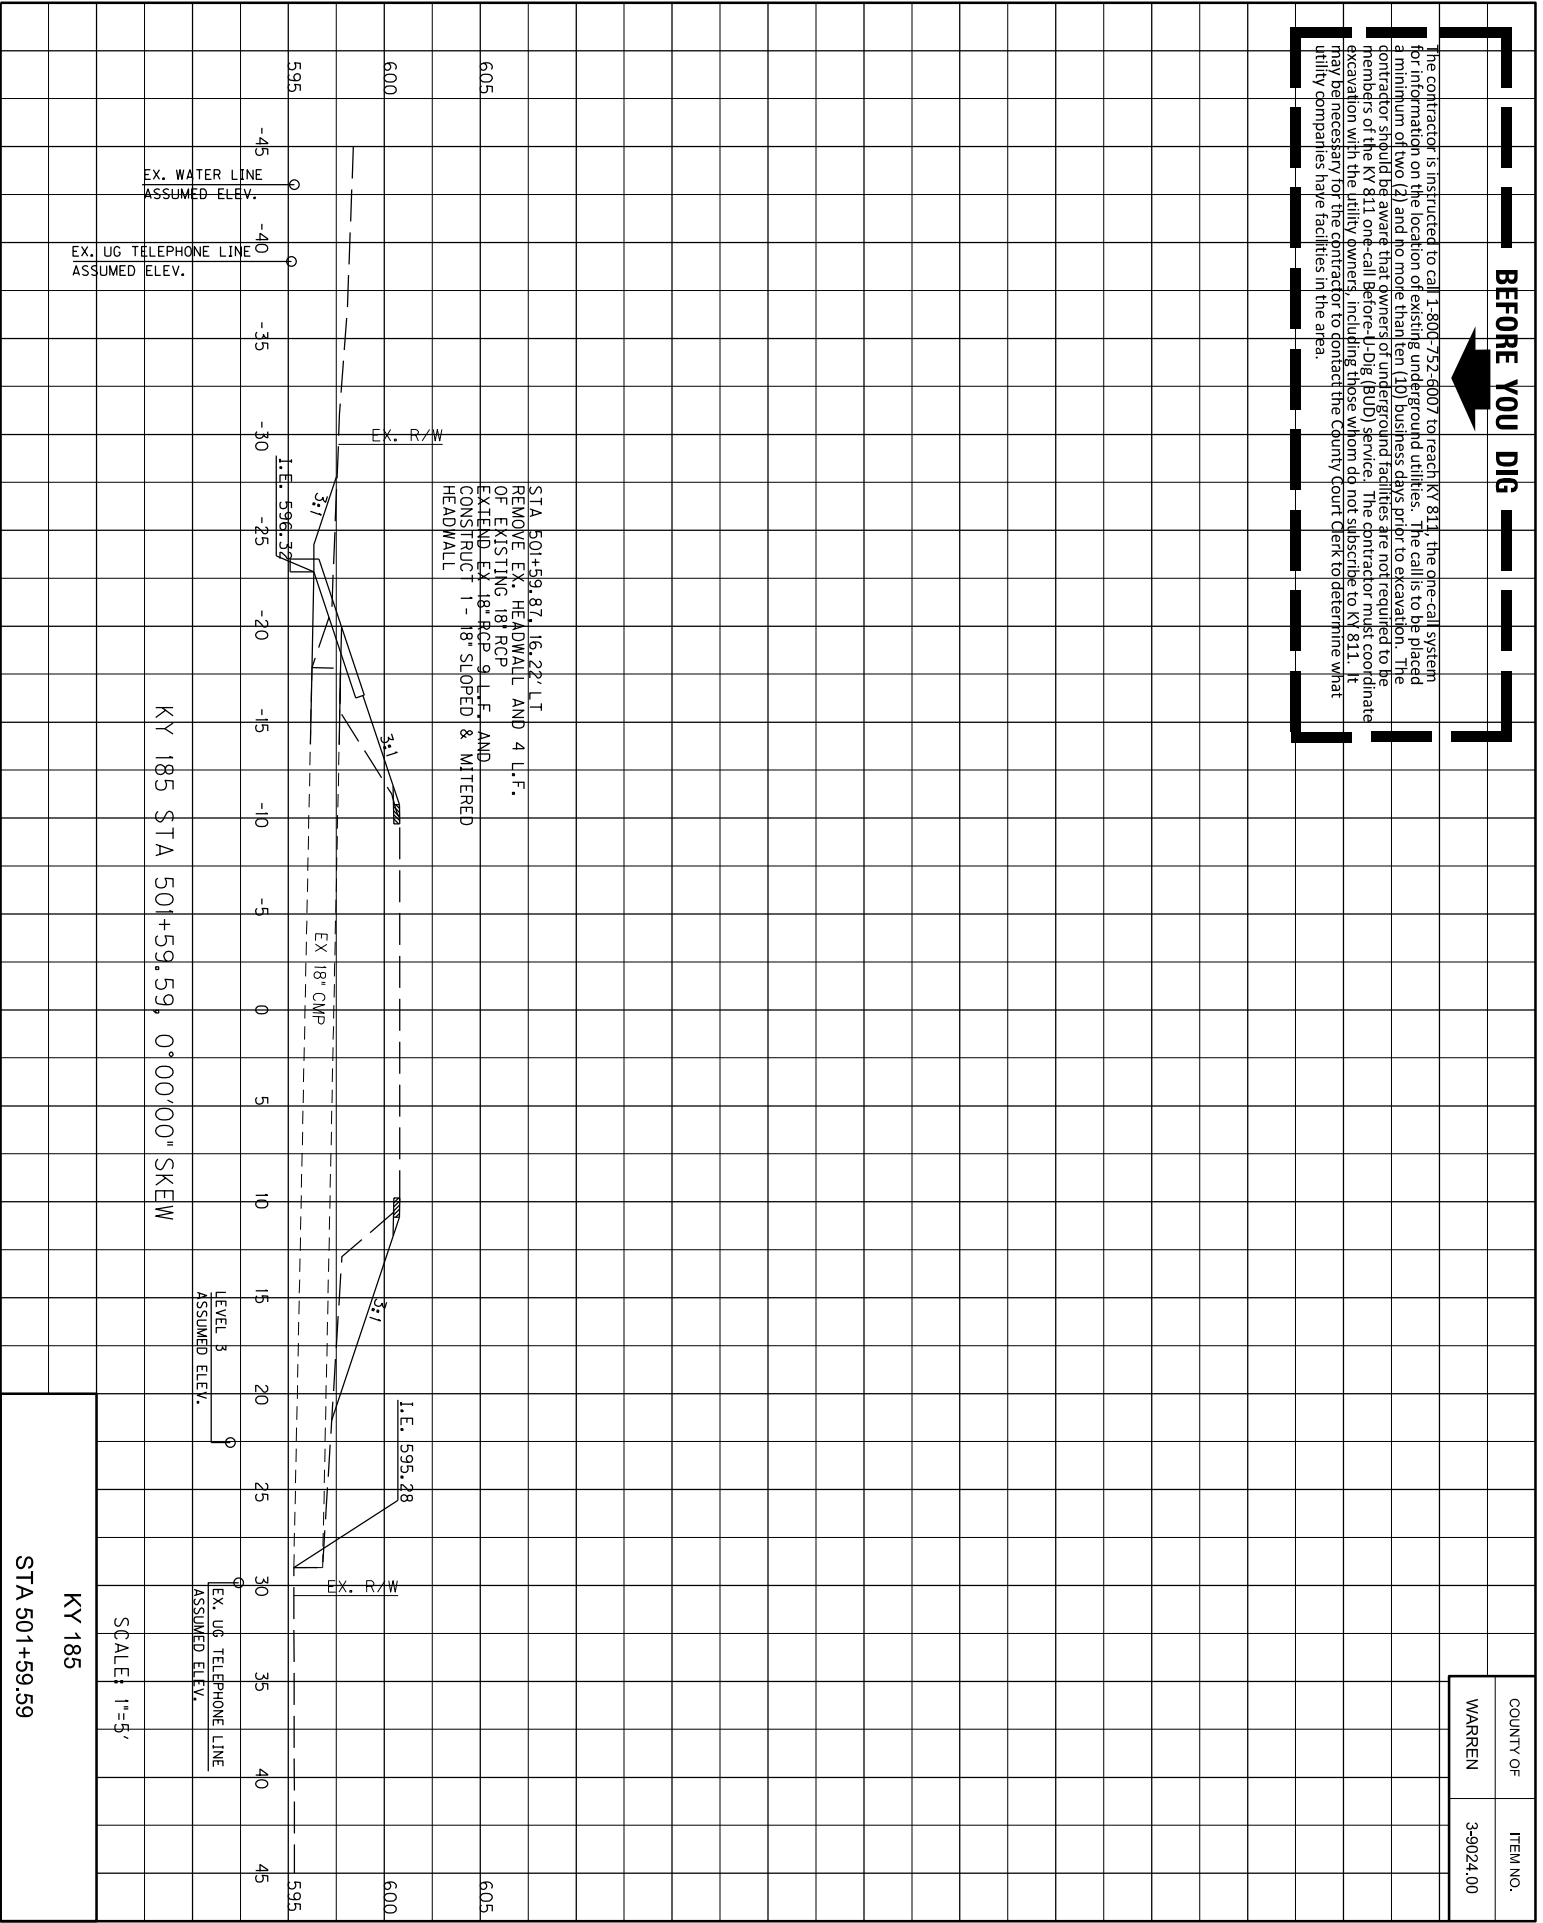 COUNTY OF
ITEM NO.
WARREN
3-9024.00
BEFORE YOU DIG
The contractor is instructed to call 1-800-752-6007 to reach KY 811, the one-call system
for information on the location of existing underground utilities. The call is to be placed
a minimum of two (2) and no more than ten (10) business days prior to excavation. The
contractor should be aware that owners of underground facilities are not required to be
members of the KY 811 one-call Before-U-Dig (BUD) service. The contractor must coordinate
excavation with the utility owners, including those whom do not subscribe to KY 811. It
may be necessary for the contractor to contact the County Court Clerk to determine what
utility companies have facilities in the area.
STA 501+59.87, 16.22' LT
REMOVE EX. HEADWALL AND 4 L.F.
OF EXISTING 18" RCP
EXTEND EX 18" RCP 9 L.F. AND
CONSTRUCT 1 - 18" SLOPED & MITERED
HEADWALL
605
605
600
600
595
595
EX. R/W
3:1
I.E. 596.32
3:1
EX 18" CMP
3:1
I.E. 595.28
EX. R/W
-45
-40
-35
-30
-25
-20
-15
-10
-5
0
5
10
15
20
25
30
35
40
45
EX. WATER LINE
ASSUMED ELEV.
EX. UG TELEPHONE LINE
ASSUMED ELEV.
LEVEL 3
ASSUMED ELEV.
EX. UG TELEPHONE LINE
ASSUMED ELEV.
KY 185 STA 501+59.59, 0°00'00" SKEW
SCALE: 1"=5'
KY 185
STA 501+59.59